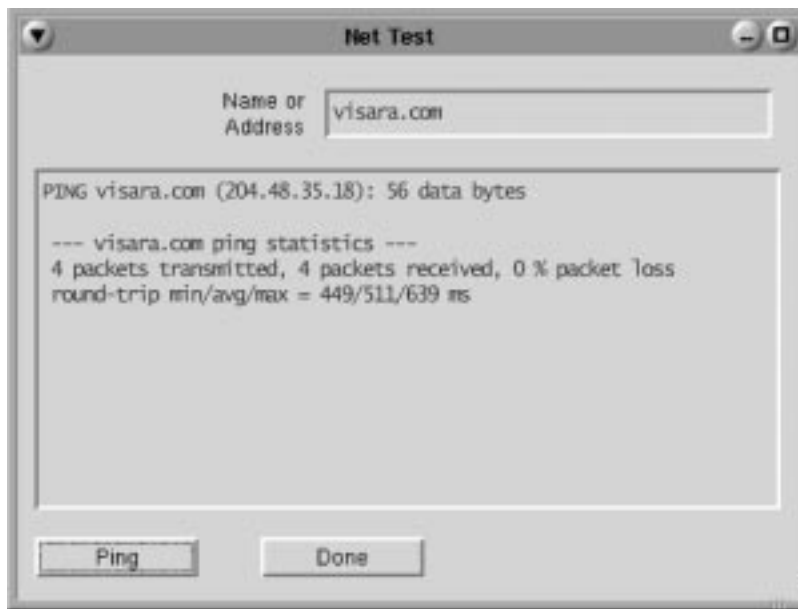 Net Test
Name or
Address
visara.com
PING visara.com (204.48.35.18): 56 data bytes
--- visara.com ping statistics ---
4 packets transmitted, 4 packets received, 0 % packet loss
round-trip min/avg/max = 449/511/639 ms
Ping
Done